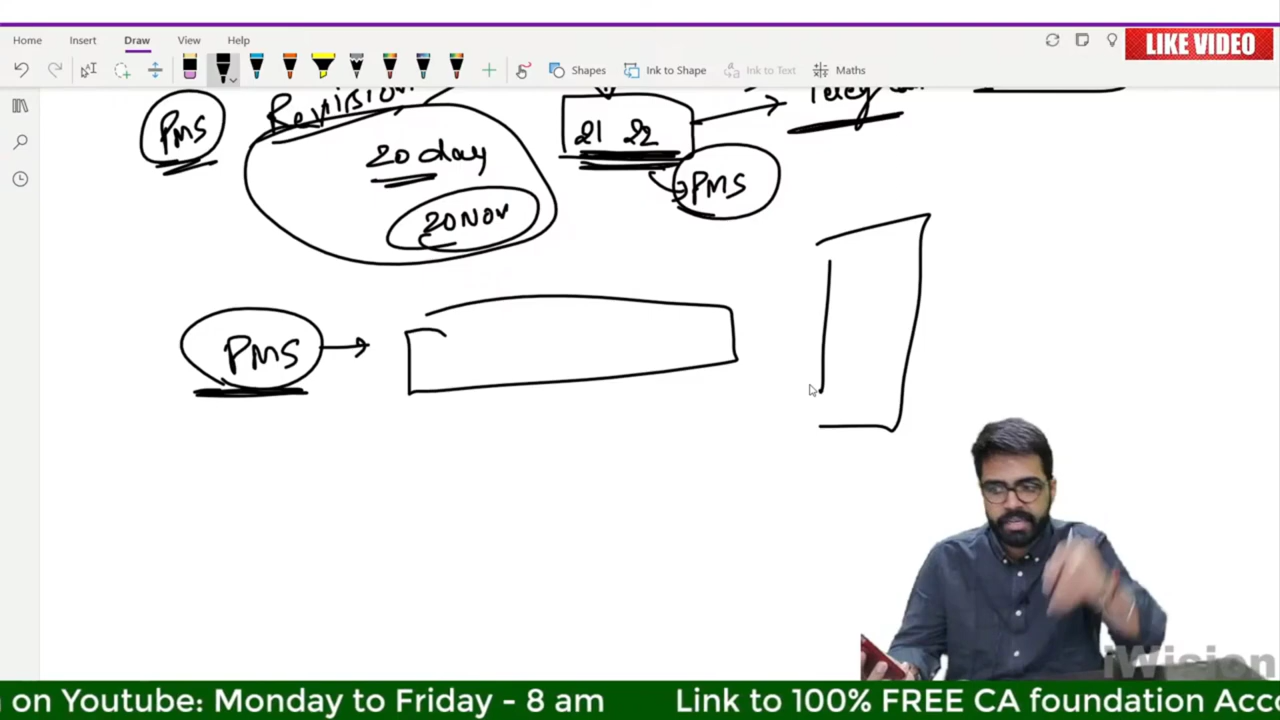 Home Insert Draw View Help
LIKE VIDEO
Shapes Ink to Shape Ink to Text Maths
PMS
Revision
20 day
20 Nov
21 22
PMS
PMS
iWision
n on Youtube: Monday to Friday - 8 am
Link to 100% FREE CA foundation Acc